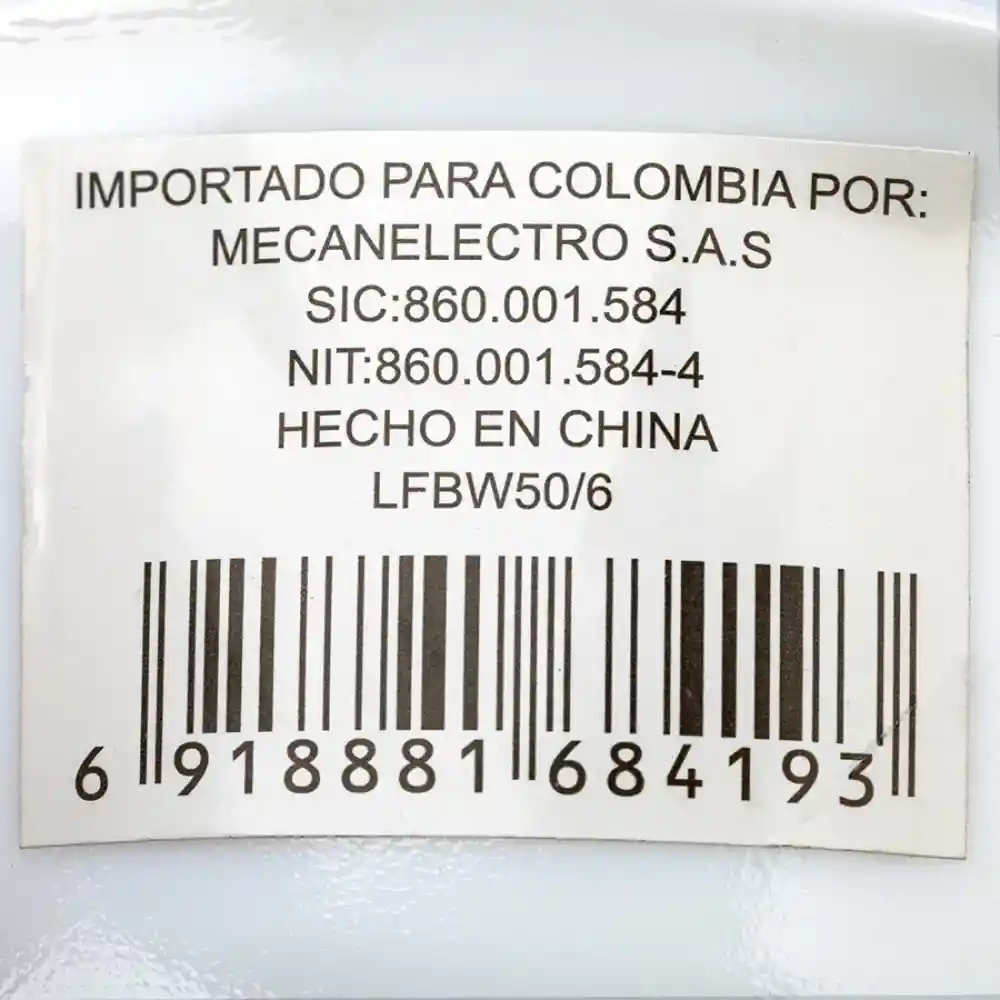 IMPORTADO PARA COLOMBIA POR:
MECANELECTRO S.A.S
SIC:860.001.584
NIT:860.001.584-4
HECHO EN CHINA
LFBW50/6
6 918881 684193